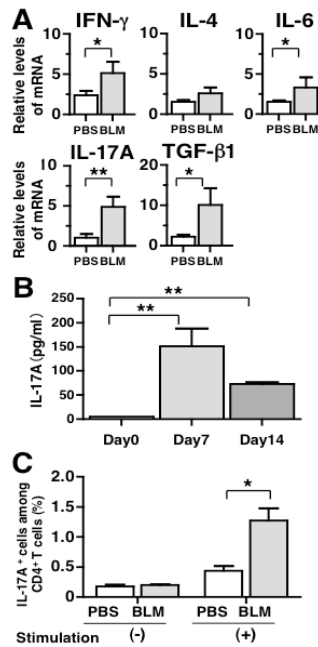 A
IFN-γ IL-4 IL-6
Relative levels
of mRNA
10
5
0
*
PBS BLM
10
5
0
PBS BLM
10
5
0
*
PBS BLM
IL-17A TGF-β1
Relative levels
of mRNA
10
5
0
**
PBS BLM
20
10
0
*
PBS BLM
B
IL-17A (pg/ml)
250
200
150
100
50
0
**
**
Day0 Day7 Day14
C
IL-17A+ cells among
CD4+ T cells (%)
2.0
1.5
1.0
0.5
0.0
*
PBS BLM PBS BLM
Stimulation (-) (+)